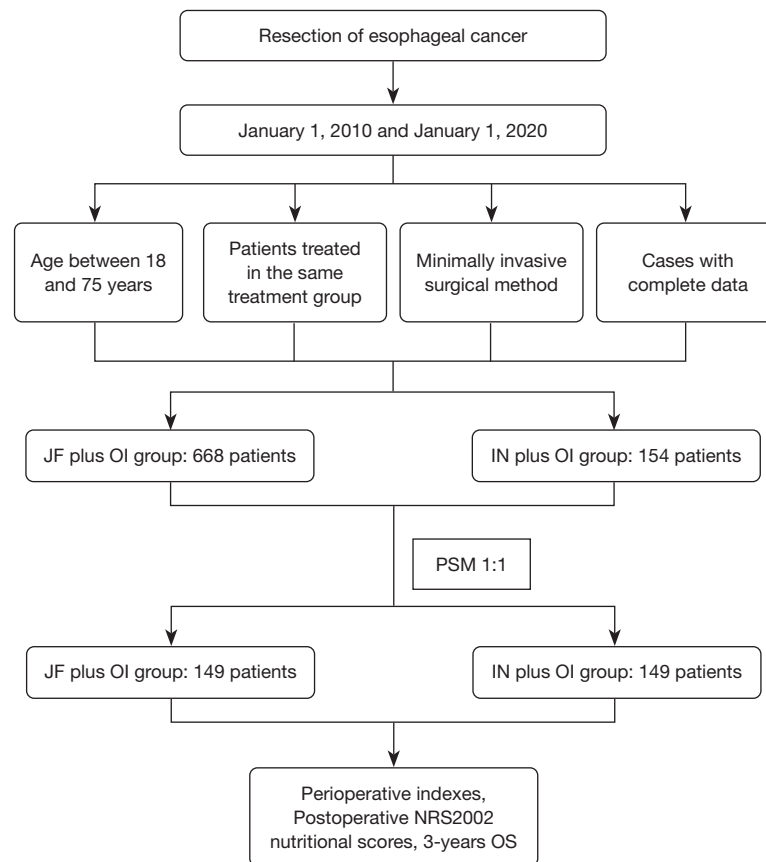 Resection of esophageal cancer
January 1, 2010 and January 1, 2020
Age between 18
and 75 years
Patients treated
in the same
treatment group
Minimally invasive
surgical method
Cases with
complete data
JF plus OI group: 668 patients
IN plus OI group: 154 patients
PSM 1:1
JF plus OI group: 149 patients
IN plus OI group: 149 patients
Perioperative indexes,
Postoperative NRS2002
nutritional scores, 3-years OS